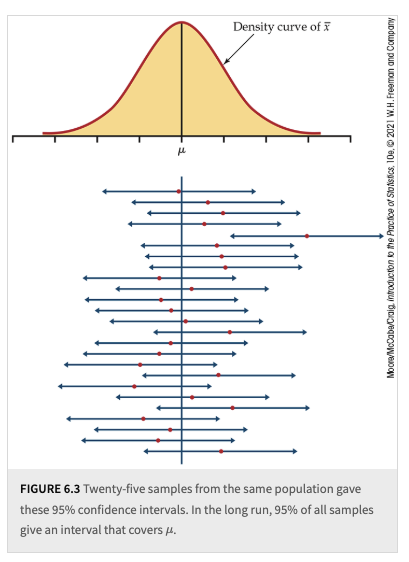 Density curve of x̄
μ
Moore/McCabe/Craig, Introduction to the Practice of Statistics, 10e, © 2021 W.H. Freeman and Company
FIGURE 6.3 Twenty-five samples from the same population gave
these 95% confidence intervals. In the long run, 95% of all samples
give an interval that covers μ.